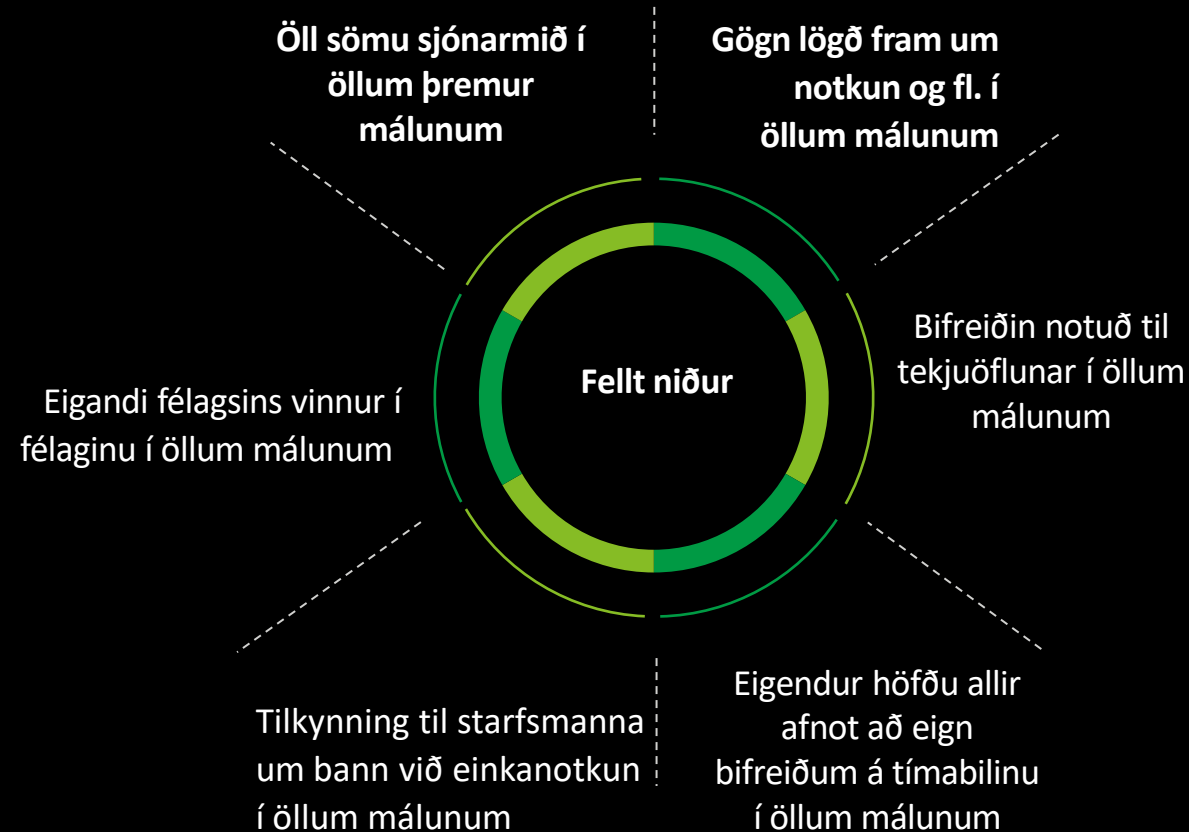 Öll sömu sjónarmið í
öllum þremur
málunum
Gögn lögð fram um
notkun og fl. í
öllum málunum
Bifreiðin notuð til
tekjuöflunar í öllum
málunum
Fellt niður
Eigandi félagsins vinnur í
félaginu í öllum málunum
Eigendur höfðu allir
afnot að eign
bifreiðum á tímabilinu
í öllum málunum
Tilkynning til starfsmanna
um bann við einkanotkun
í öllum málunum